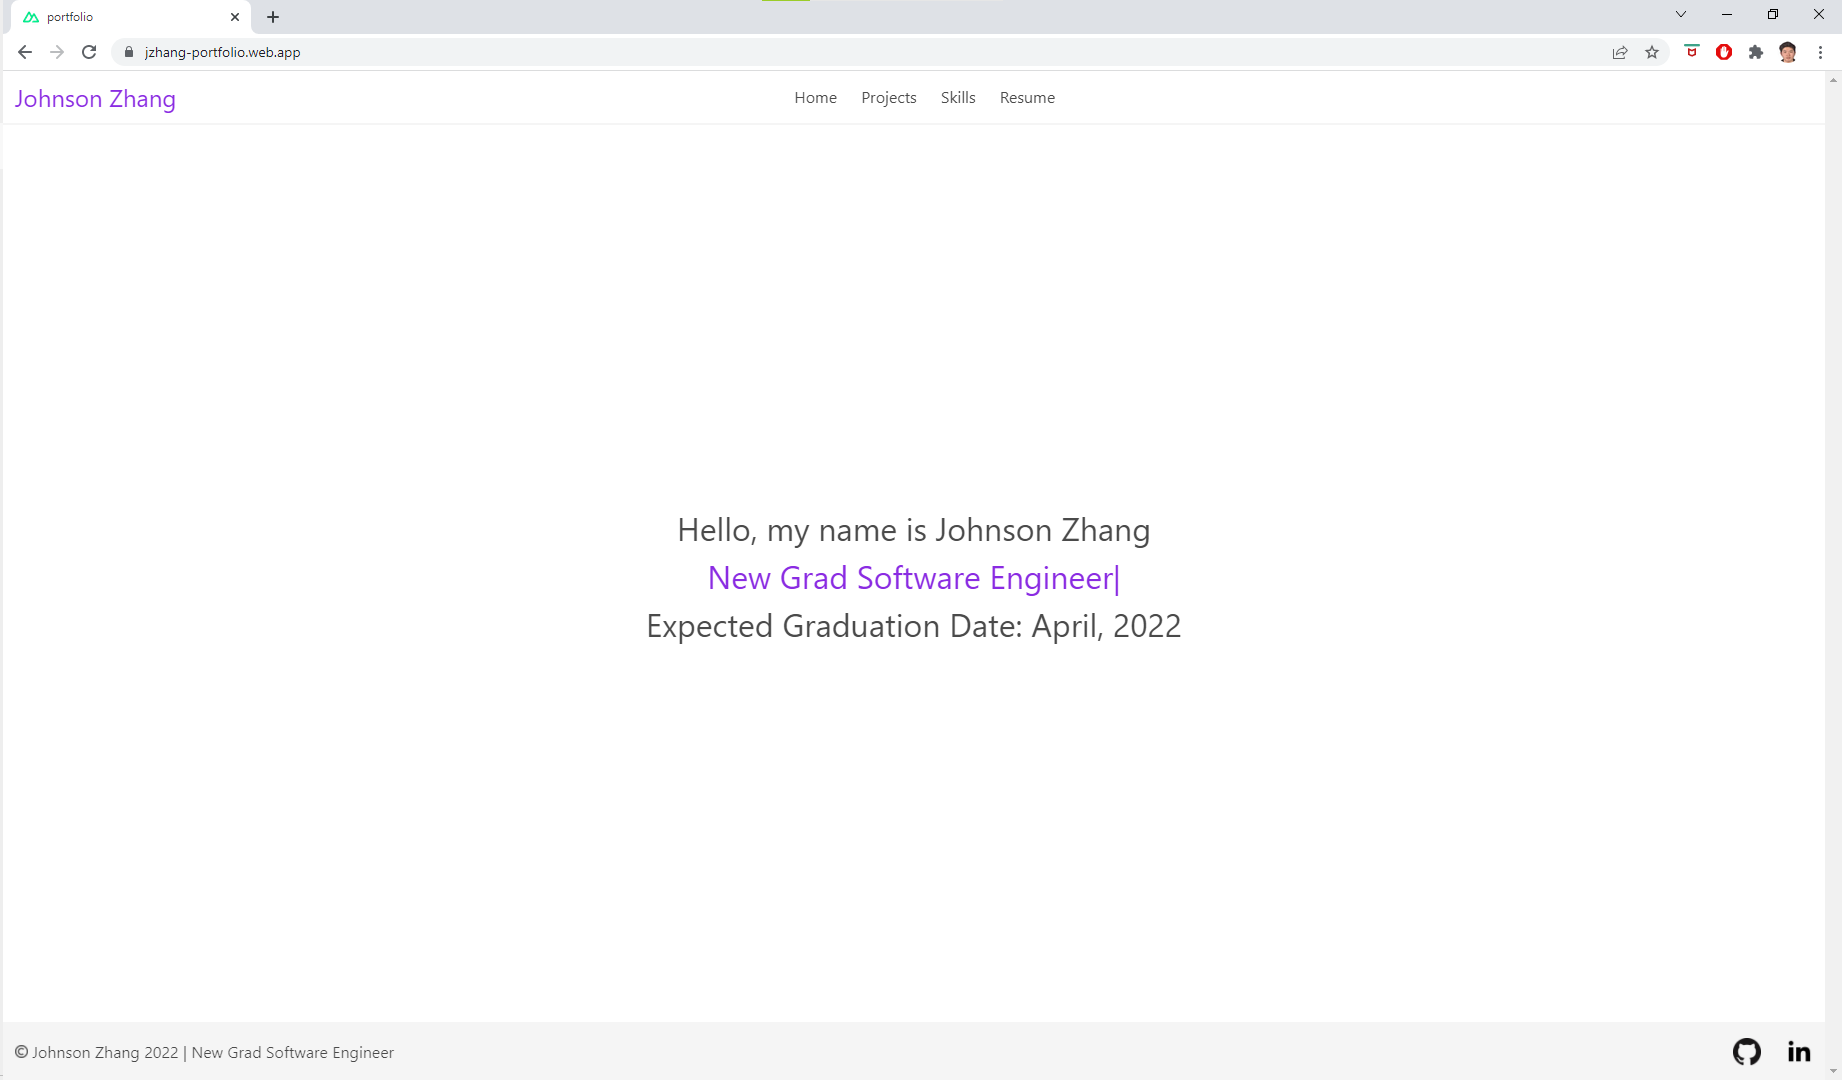 portfolio
jzhang-portfolio.web.app
Johnson Zhang
Home Projects Skills Resume
Hello, my name is Johnson Zhang
New Grad Software Engineer|
Expected Graduation Date: April, 2022
© Johnson Zhang 2022 | New Grad Software Engineer
in